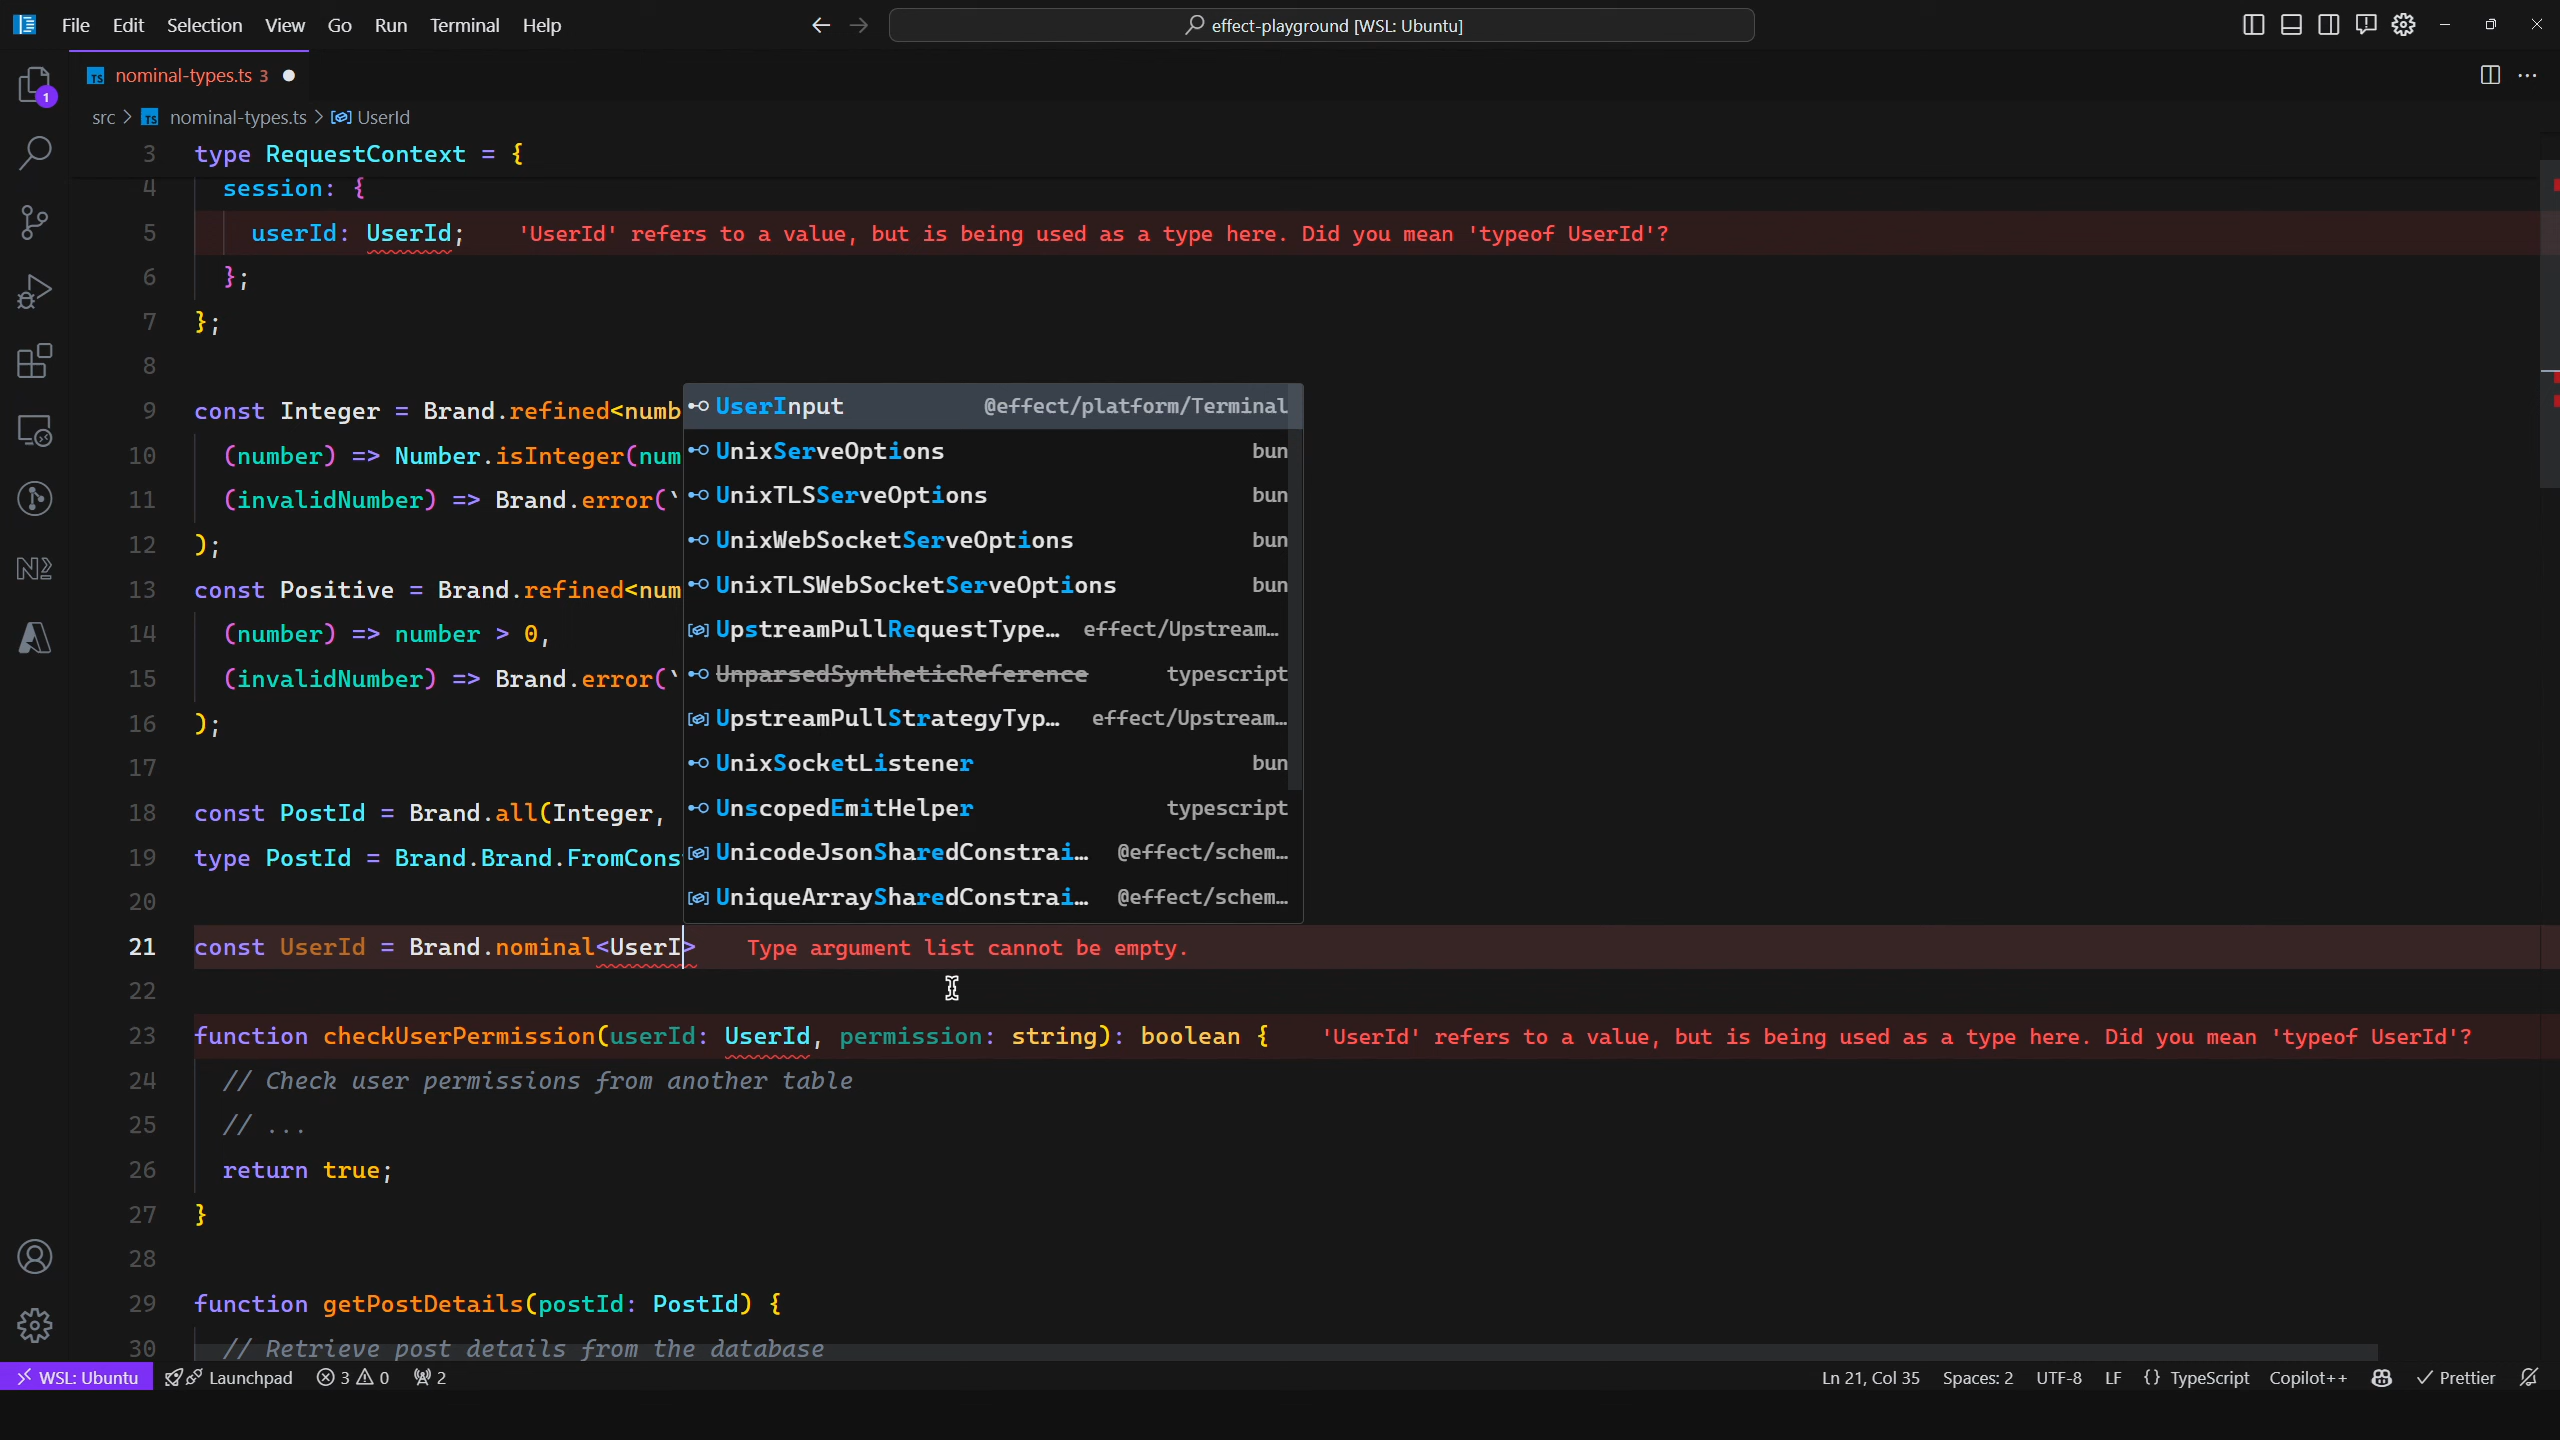 File Edit Selection View Go Run Terminal Help effect-playground [WSL: Ubuntu]
nominal-types.ts 3
1
src > nominal-types.ts > UserId
3 type RequestContext = {
4 session: {
5 userId: UserId; 'UserId' refers to a value, but is being used as a type here. Did you mean 'typeof UserId'?
6 };
7 };
8
9 const Integer = Brand.refined<numb
10 (number) => Number.isInteger(num
11 (invalidNumber) => Brand.error(`
12 );
13 const Positive = Brand.refined<num
14 (number) => number > 0,
15 (invalidNumber) => Brand.error(`
16 );
17
18 const PostId = Brand.all(Integer,
19 type PostId = Brand.Brand.FromCons
20
UserInput @effect/platform/Terminal
UnixServeOptions bun
UnixTLSServeOptions bun
UnixWebSocketServeOptions bun
UnixTLSWebSocketServeOptions bun
UpstreamPullRequestType… effect/Upstream…
UnparsedSyntheticReference typescript
UpstreamPullStrategyTyp… effect/Upstream…
UnixSocketListener bun
UnscopedEmitHelper typescript
UnicodeJsonSharedConstrai… @effect/schem…
UniqueArraySharedConstrai… @effect/schem…
21 const UserId = Brand.nominal<UserI> Type argument list cannot be empty.
22
23 function checkUserPermission(userId: UserId, permission: string): boolean { 'UserId' refers to a value, but is being used as a type here. Did you mean 'typeof UserId'?
24 // Check user permissions from another table
25 // ...
26 return true;
27 }
28
29 function getPostDetails(postId: PostId) {
30 // Retrieve post details from the database
WSL: Ubuntu Launchpad 3 0 2 Ln 21, Col 35 Spaces: 2 UTF-8 LF {} TypeScript Copilot++ Prettier